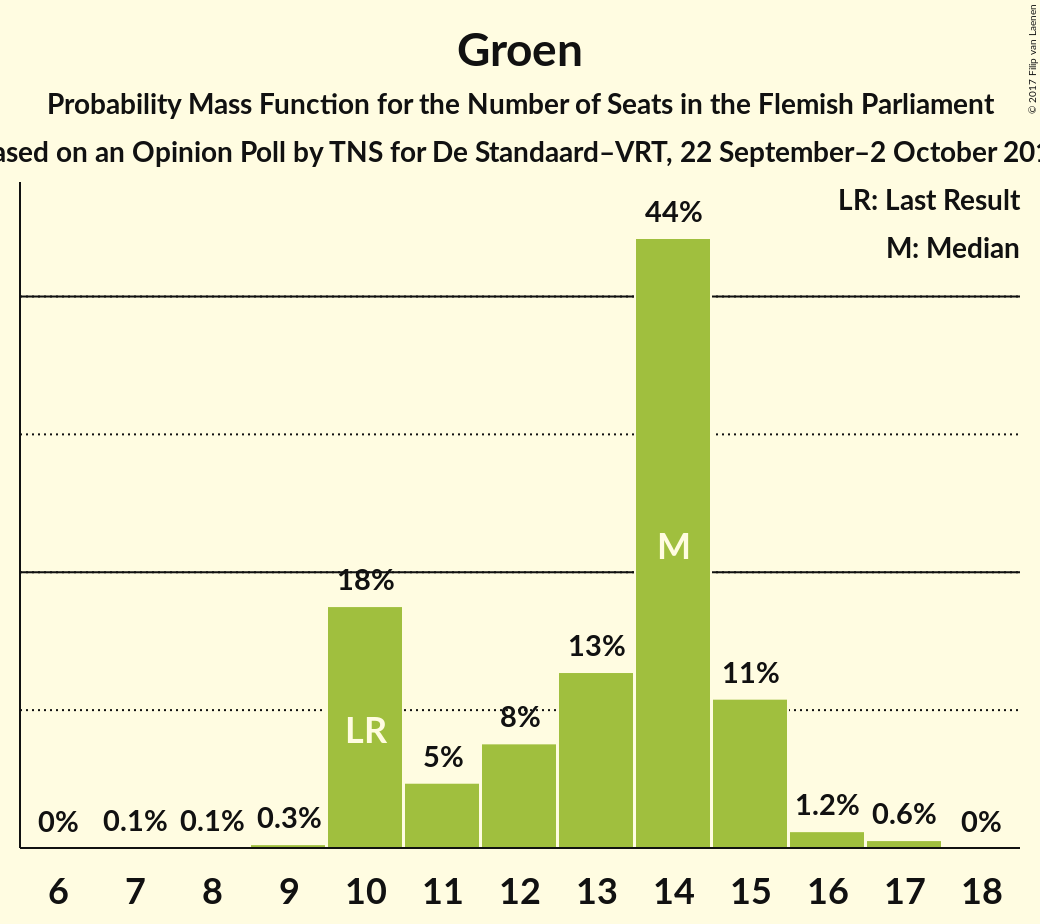 Groen
Probability Mass Function for the Number of Seats in the Flemish Parliament
on an Opinion Poll by TNS for De Standaard–VRT, 22 September–2 October
© 2017 Filip van Laenen
LR: Last Result
M: Median
44%
18%
13%
11%
8%
5%
1.2%
0.6%
0.3%
0.1%
0.1%
0%
0%
M
LR
6 7 8 9 10 11 12 13 14 15 16 17 18